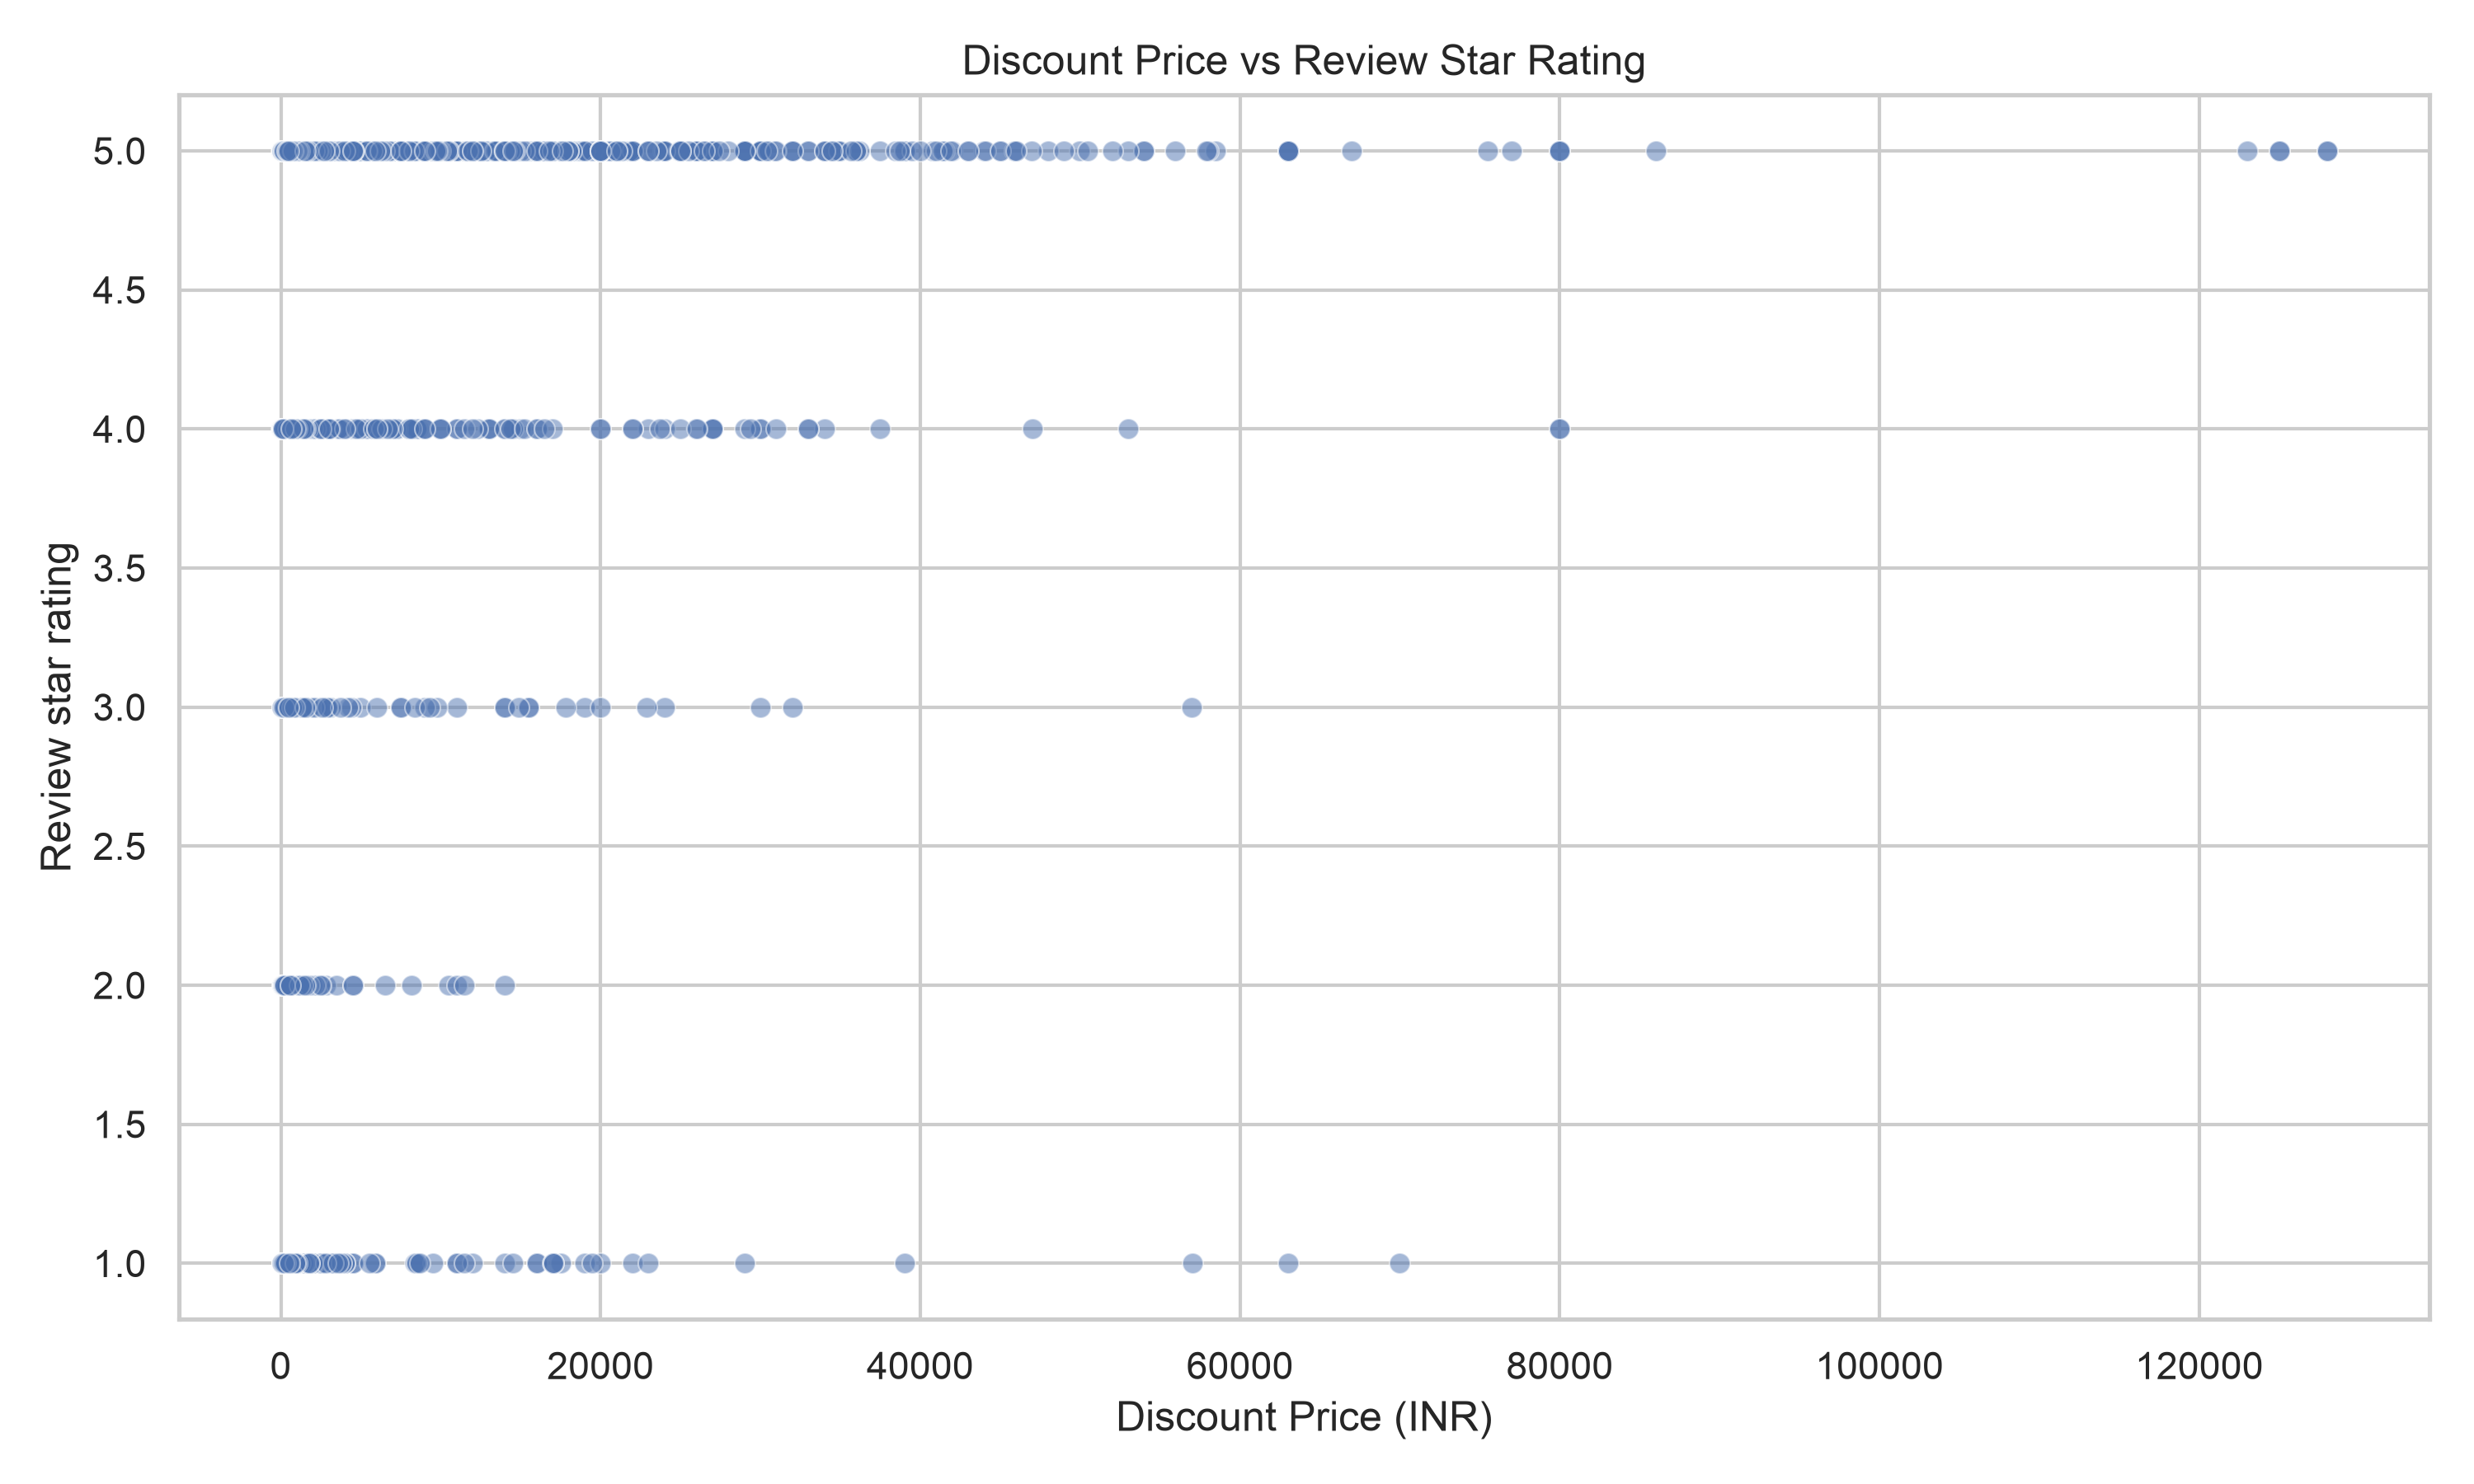 Discount Price vs Review Star Rating
5.0
4.5
4.0
3.5
3.0
2.5
2.0
1.5
1.0
Review star rating
0 20000 40000 60000 80000 100000 120000
Discount Price (INR)